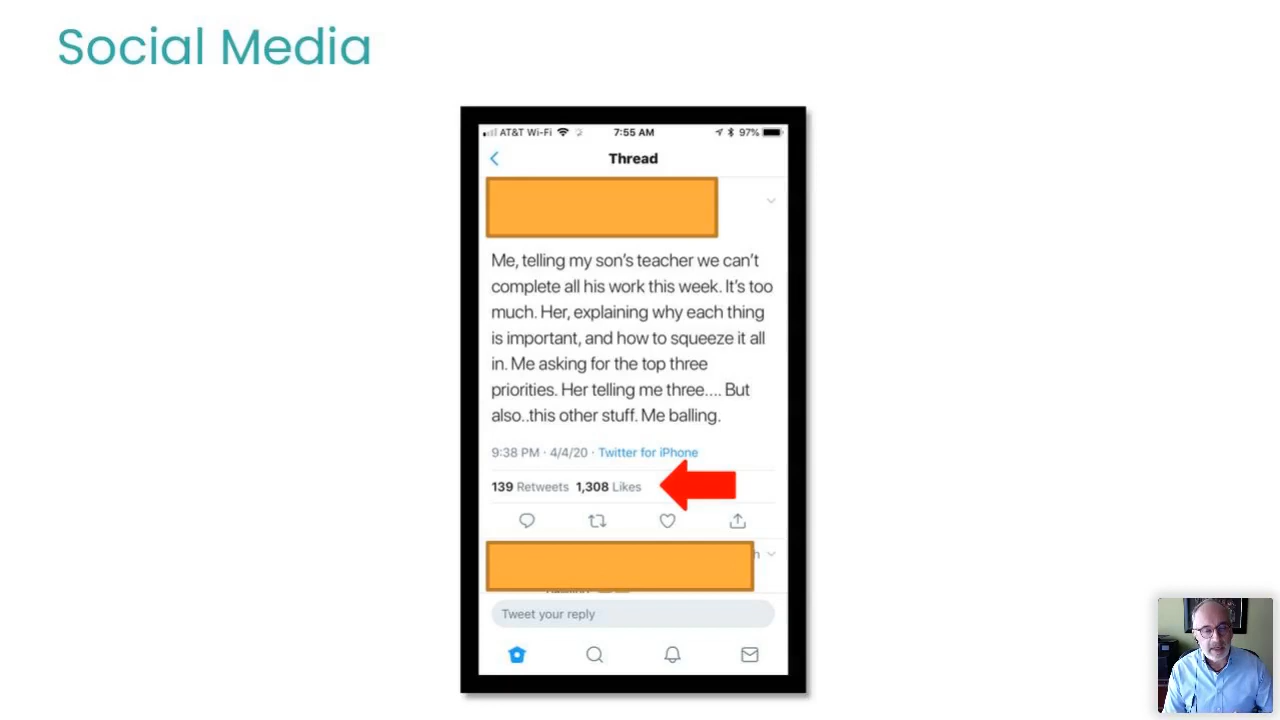 Social Media
AT&T Wi-Fi 7:55 AM 97%
Thread
Me, telling my son's teacher we can't
complete all his work this week. It's too
much. Her, explaining why each thing
is important, and how to squeeze it all
in. Me asking for the top three
priorities. Her telling me three.... But
also..this other stuff. Me balling.
9:38 PM · 4/4/20 · Twitter for iPhone
139 Retweets 1,308 Likes
h
Tweet your reply